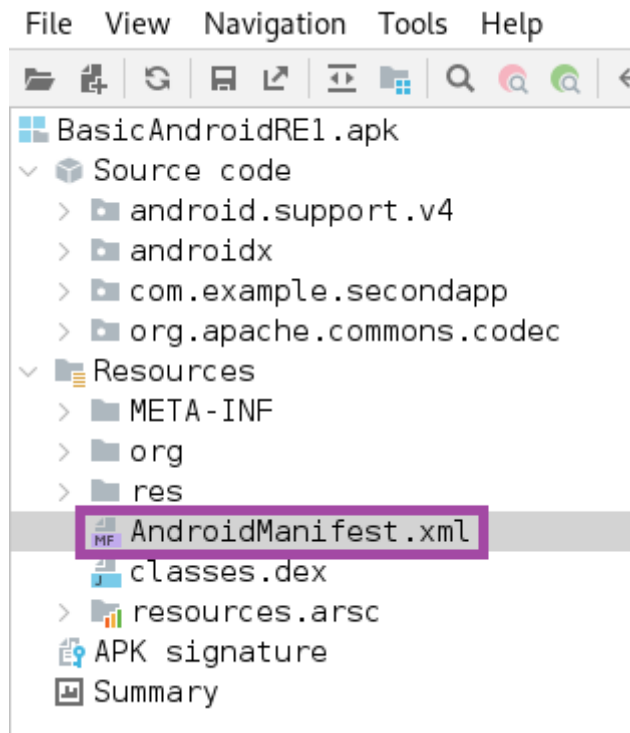 File View Navigation Tools Help
BasicAndroidRE1.apk
Source code
android.support.v4
androidx
com.example.secondapp
org.apache.commons.codec
Resources
META-INF
org
res
MF AndroidManifest.xml
J classes.dex
resources.arsc
APK signature
Summary